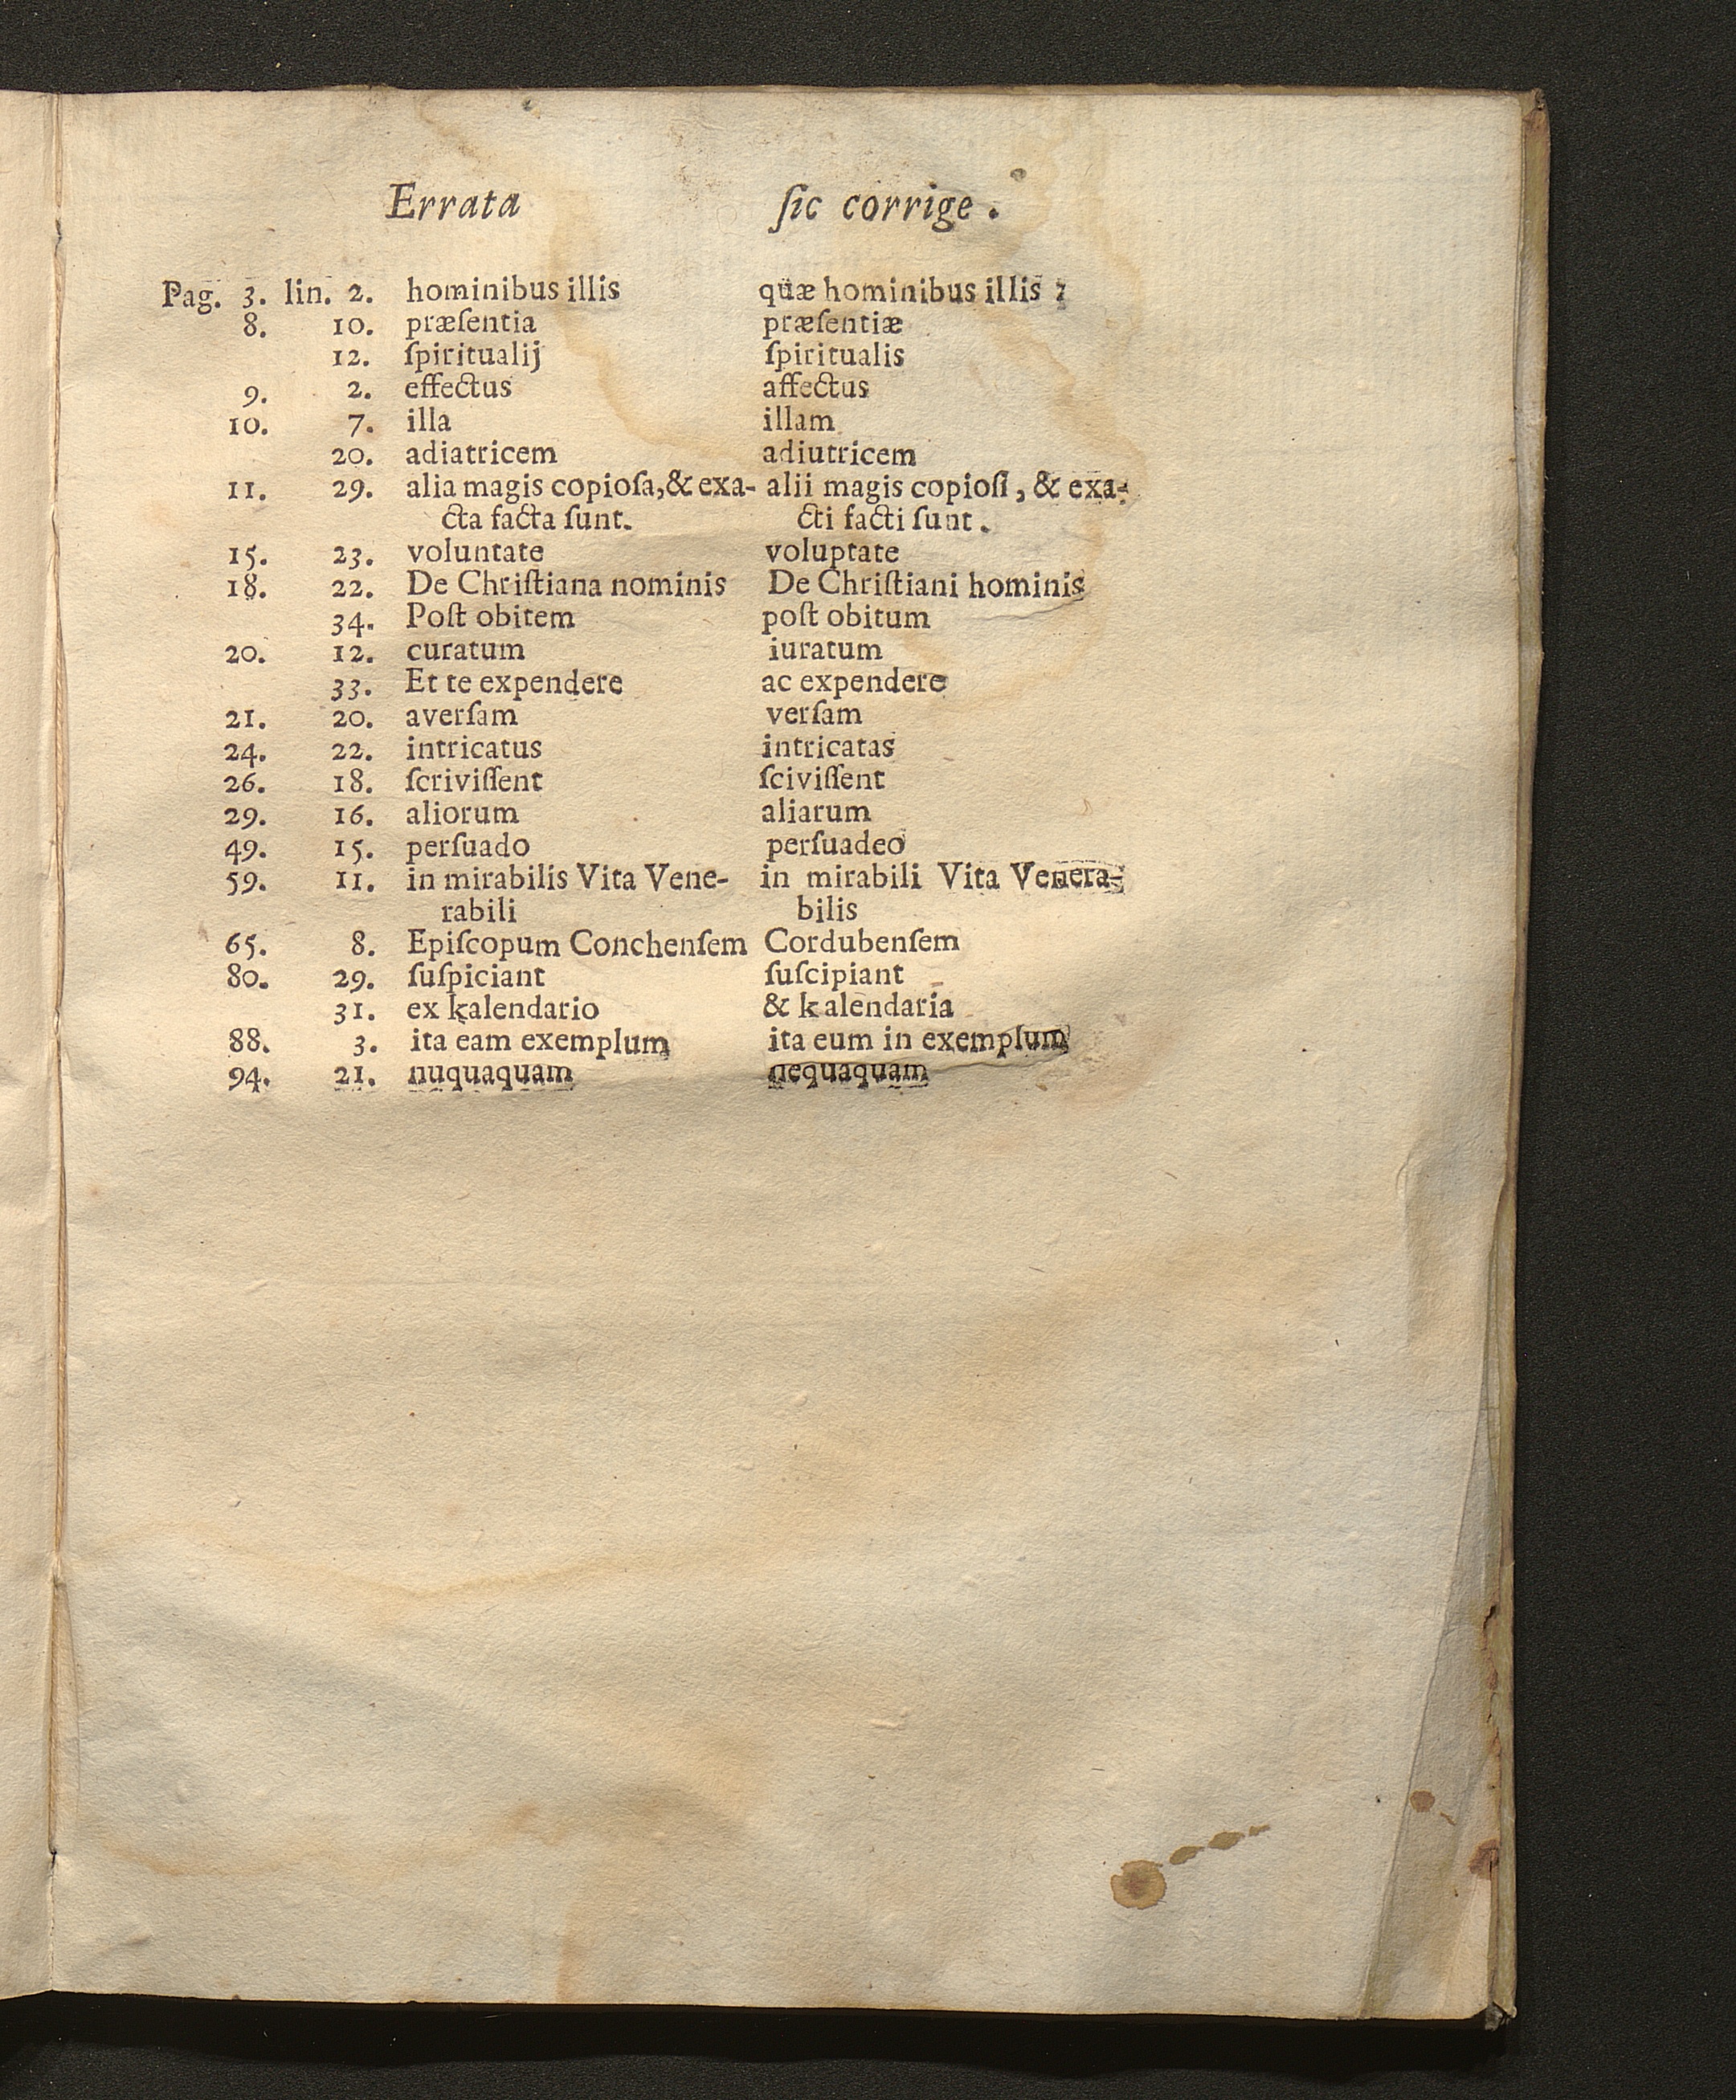 Errata ſic corrige.
Pag. 3. lin. 2. hominibus illis quæ hominibus illis
8. 10. præſentia præſentiæ
12. ſpiritualij ſpiritualis
9. 2. effectus affectus
10. 7. illa illam
20. adiatricem adiutricem
11. 29. alia magis copioſa,& exa- alii magis copioſi, & exa-
cta facta ſunt. cti facti ſunt.
15. 23. voluntate voluptate
18. 22. De Chriſtiana nominis De Chriſtiani hominis
34. Poſt obitem poſt obitum
20. 12. curatum iuratum
33. Et te expendere ac expendere
21. 20. averſam verſam
24. 22. intricatus intricatas
26. 18. ſcriviſſent ſciviſſent
29. 16. aliorum aliarum
49. 15. perſuado perſuadeo
59. 11. in mirabilis Vita Vene- in mirabili Vita Venera-
rabili bilis
65. 8. Epiſcopum Conchenſem Cordubenſem
80. 29. ſuſpiciant ſuſcipiant
31. ex kalendario & kalendaria
88. 3. ita eam exemplum ita eum in exemplum
94. 21. nuquaquam nequaquam